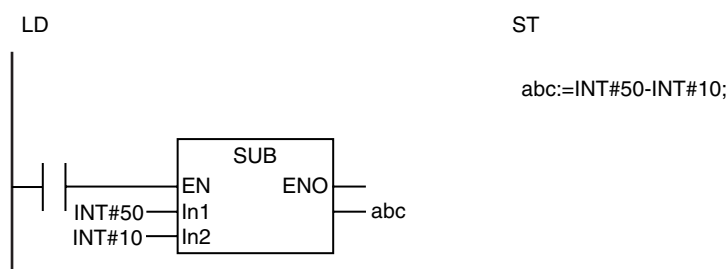 LD
ST
abc:=INT#50-INT#10;
SUB
EN ENO
INT#50 In1 abc
INT#10 In2